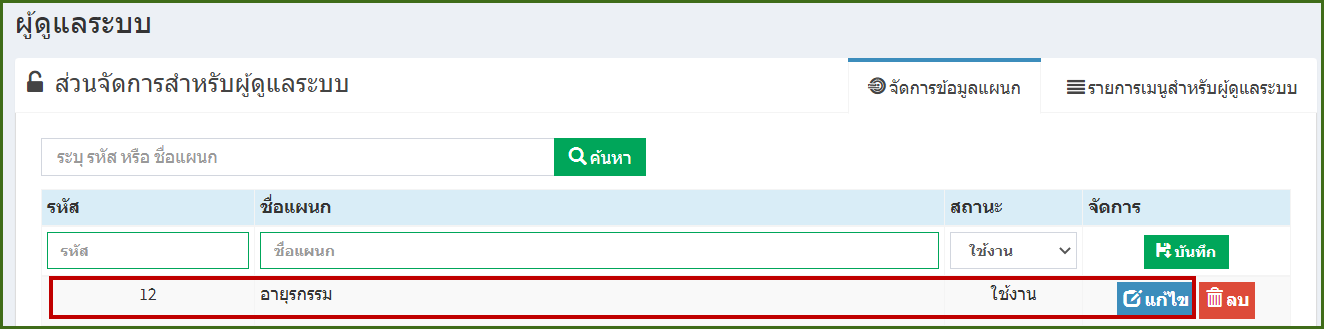 ผู้ดูแลระบบ
ส่วนจัดการสำหรับผู้ดูแลระบบ จัดการข้อมูลแผนก รายการเมนูสำหรับผู้ดูแลระบบ
ระบุ รหัส หรือ ชื่อแผนก ค้นหา
รหัส ชื่อแผนก สถานะ จัดการ
รหัส ชื่อแผนก ใช้งาน บันทึก
12 อายุรกรรม ใช้งาน แก้ไข ลบ